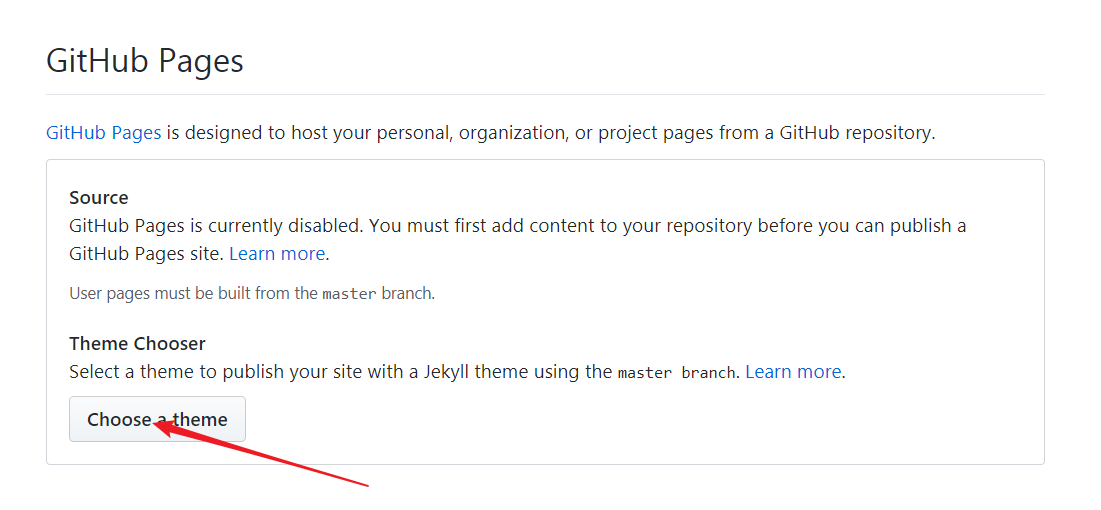 GitHub Pages
GitHub Pages is designed to host your personal, organization, or project pages from a GitHub repository.
Source
GitHub Pages is currently disabled. You must first add content to your repository before you can publish a
GitHub Pages site. Learn more.
User pages must be built from the master branch.
Theme Chooser
Select a theme to publish your site with a Jekyll theme using the master branch. Learn more.
Choose a theme